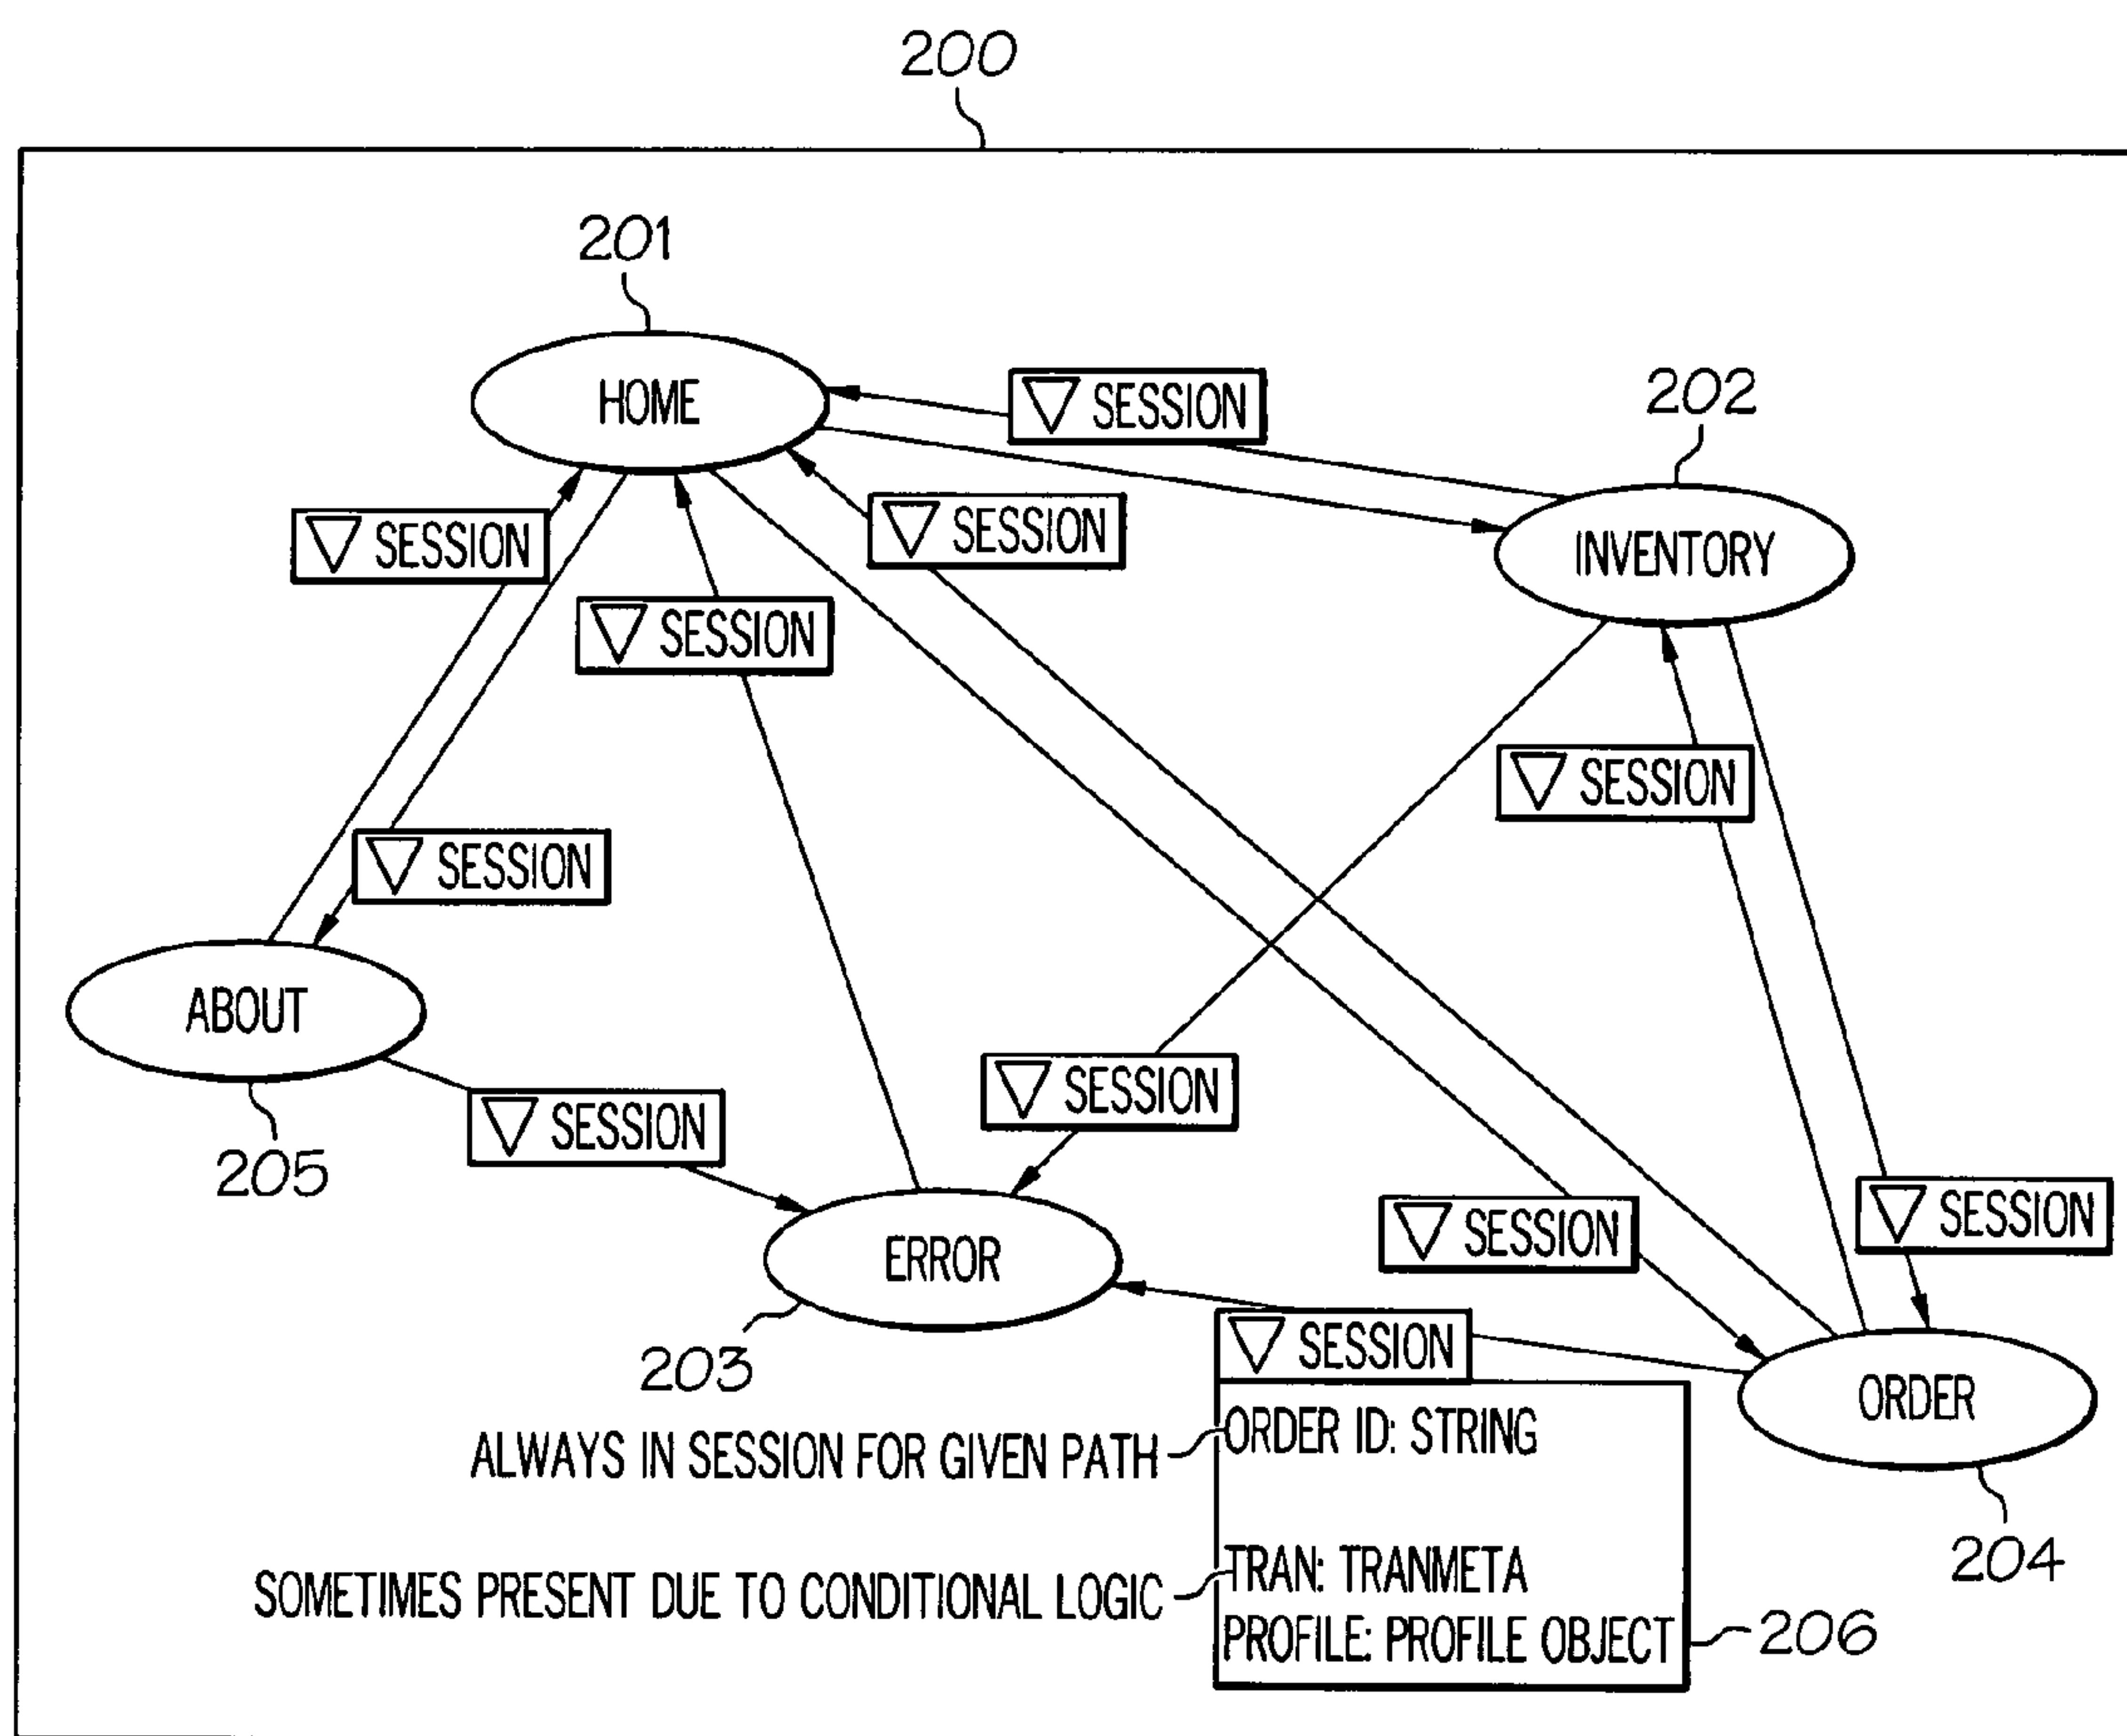 200
201
HOME
SESSION
202
SESSION
SESSION
INVENTORY
SESSION
SESSION
SESSION
ABOUT
SESSION
SESSION
205
SESSION
SESSION
ERROR
203
SESSION
ORDER
ALWAYS IN SESSION FOR GIVEN PATH
ORDER ID: STRING
204
SOMETIMES PRESENT DUE TO CONDITIONAL LOGIC
TRAN: TRANMETA
PROFILE: PROFILE OBJECT
206